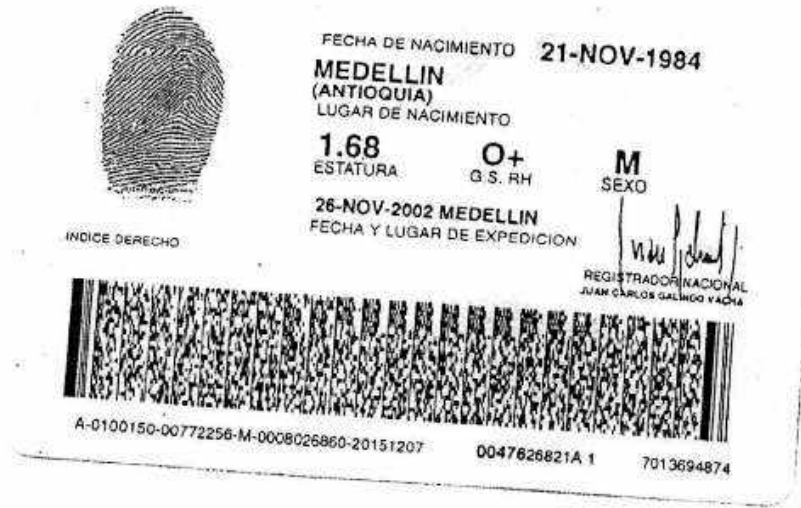 FECHA DE NACIMIENTO 21-NOV-1984
MEDELLIN
(ANTIOQUIA)
LUGAR DE NACIMIENTO
1.68 O+ M
ESTATURA G.S. RH SEXO
26-NOV-2002 MEDELLIN
FECHA Y LUGAR DE EXPEDICION
INDICE DERECHO
REGISTRADOR NACIONAL
JUAN CARLOS GALINDO VACHA
A-0100150-00772256-M-0008026860-20151207 0047626821A 1 7013694874